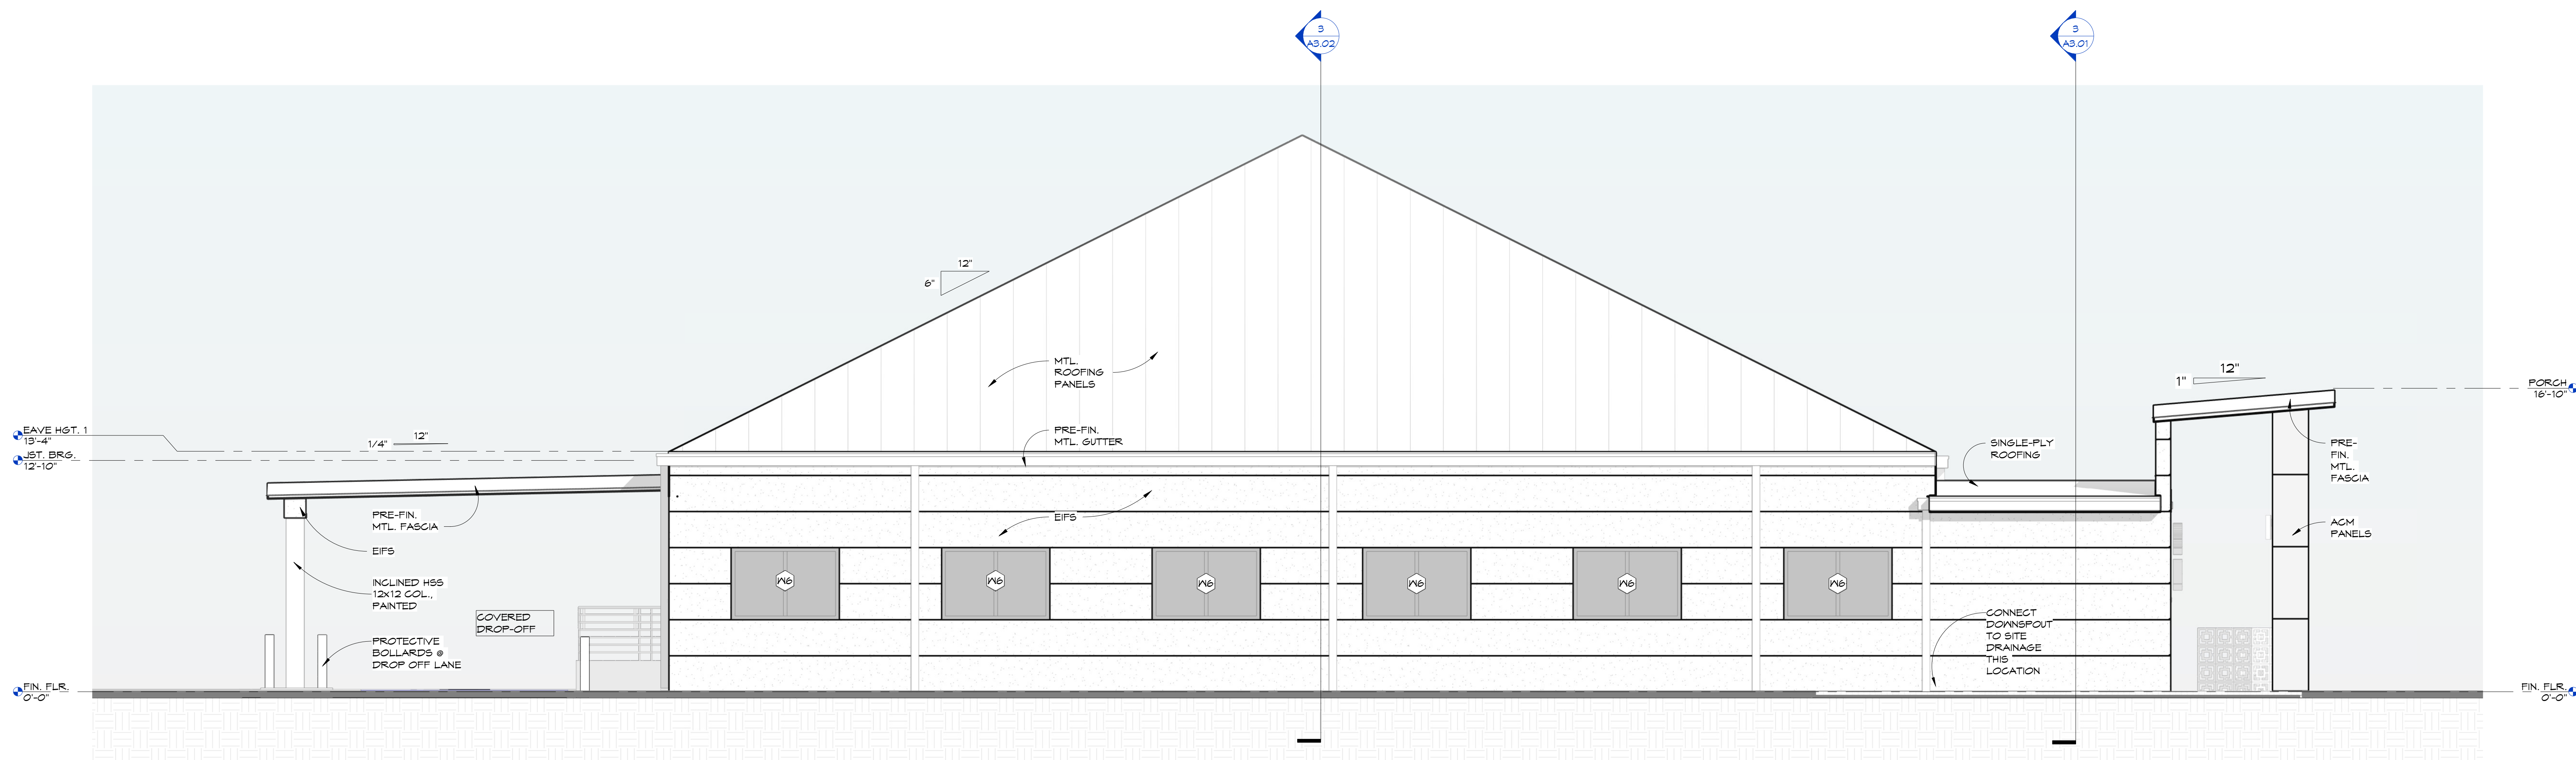 3
A3.02
3
A3.01
12"
6"
MTL.
ROOFING
PANELS
12"
1"
PORCH
16'-10"
EAVE HGT. 1
13'-4"
12"
1/4"
JST. BRG.
12'-10"
PRE-FIN.
MTL. GUTTER
SINGLE-PLY
ROOFING
PRE-
FIN.
MTL.
FASCIA
PRE-FIN.
MTL. FASCIA
EIFS
EIFS
ACM
PANELS
INCLINED HSS
12x12 COL.,
PAINTED
W6
W6
W6
W6
W6
W6
COVERED
DROP-OFF
PROTECTIVE
BOLLARDS @
DROP OFF LANE
CONNECT
DOWNSPOUT
TO SITE
DRAINAGE
THIS
LOCATION
FIN. FLR.
0'-0"
FIN. FLR.
0'-0"